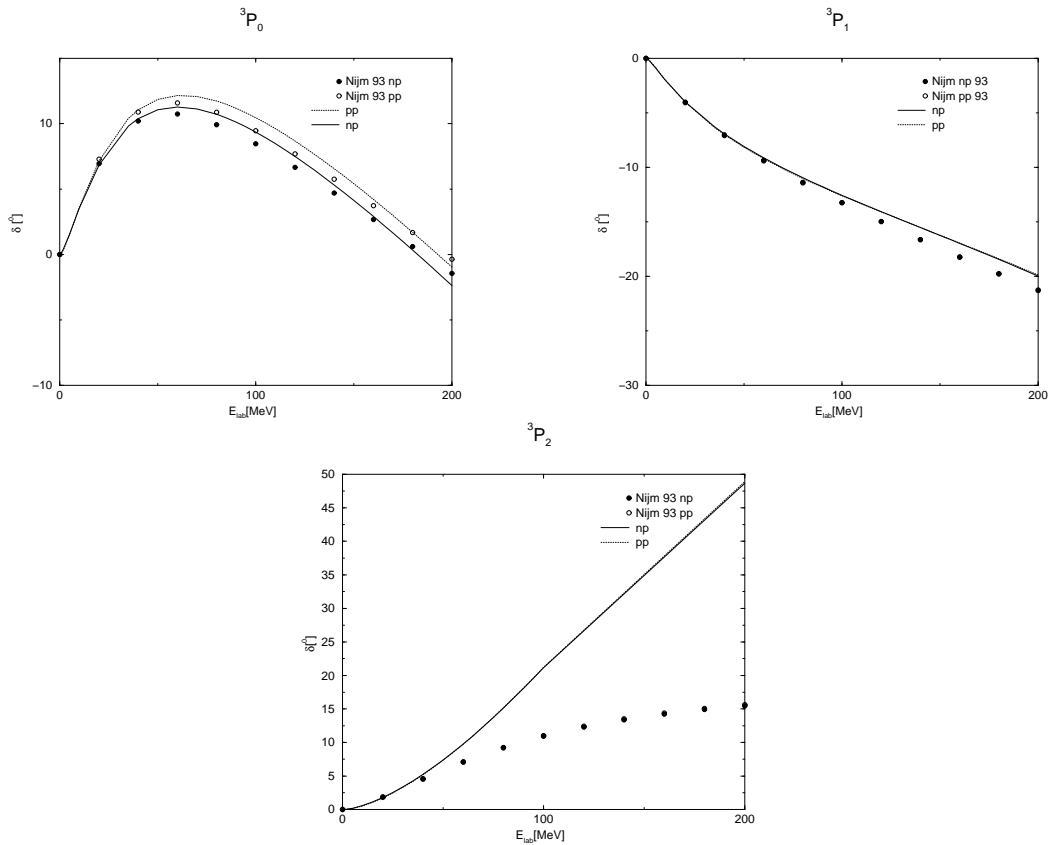 ³P₀
Nijm 93 np
Nijm 93 pp
pp
np
10
0
−10
δ [°]
0
100
200
E_lab[MeV]
³P₁
Nijm np 93
Nijm pp 93
np
pp
0
−10
−20
−30
δ [°]
0
100
200
E_lab[MeV]
³P₂
Nijm 93 np
Nijm 93 pp
np
pp
50
45
40
35
30
25
20
15
10
5
0
δ[°]
0
100
200
E_lab[MeV]